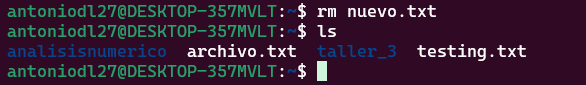 antoniodl27@DESKTOP-357MVLT:~$ rm nuevo.txt
antoniodl27@DESKTOP-357MVLT:~$ ls
analisisnumerico  archivo.txt  taller_3  testing.txt
antoniodl27@DESKTOP-357MVLT:~$